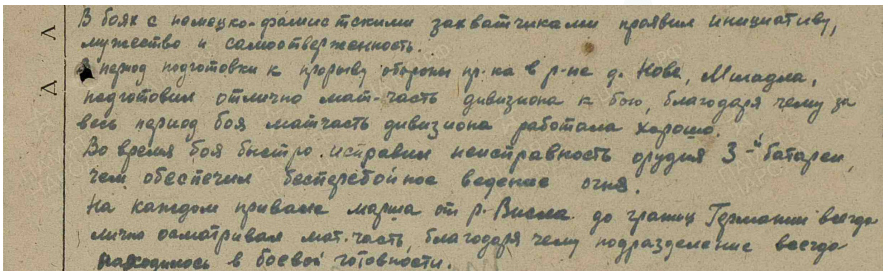 В боях с немецко-фашистскими захватчиками проявил инициативу,
мужество и самоотверженность.
В период подготовки к прорыву обороны пр-ка в р-не д. Нове, Мнадла,
подготовил отлично мат-часть дивизиона к бою, благодаря чему за
весь период боя матчасть дивизиона работала хорошо.
Во время боя быстро исправил неисправность орудия 3-й батареи,
чем обеспечил бесперебойное ведение огня.
На каждом привале марша от р. Висла до границ Германии всегда
лично осматривал мат.часть, благодаря чему подразделение всегда
находилось в боевой готовности.